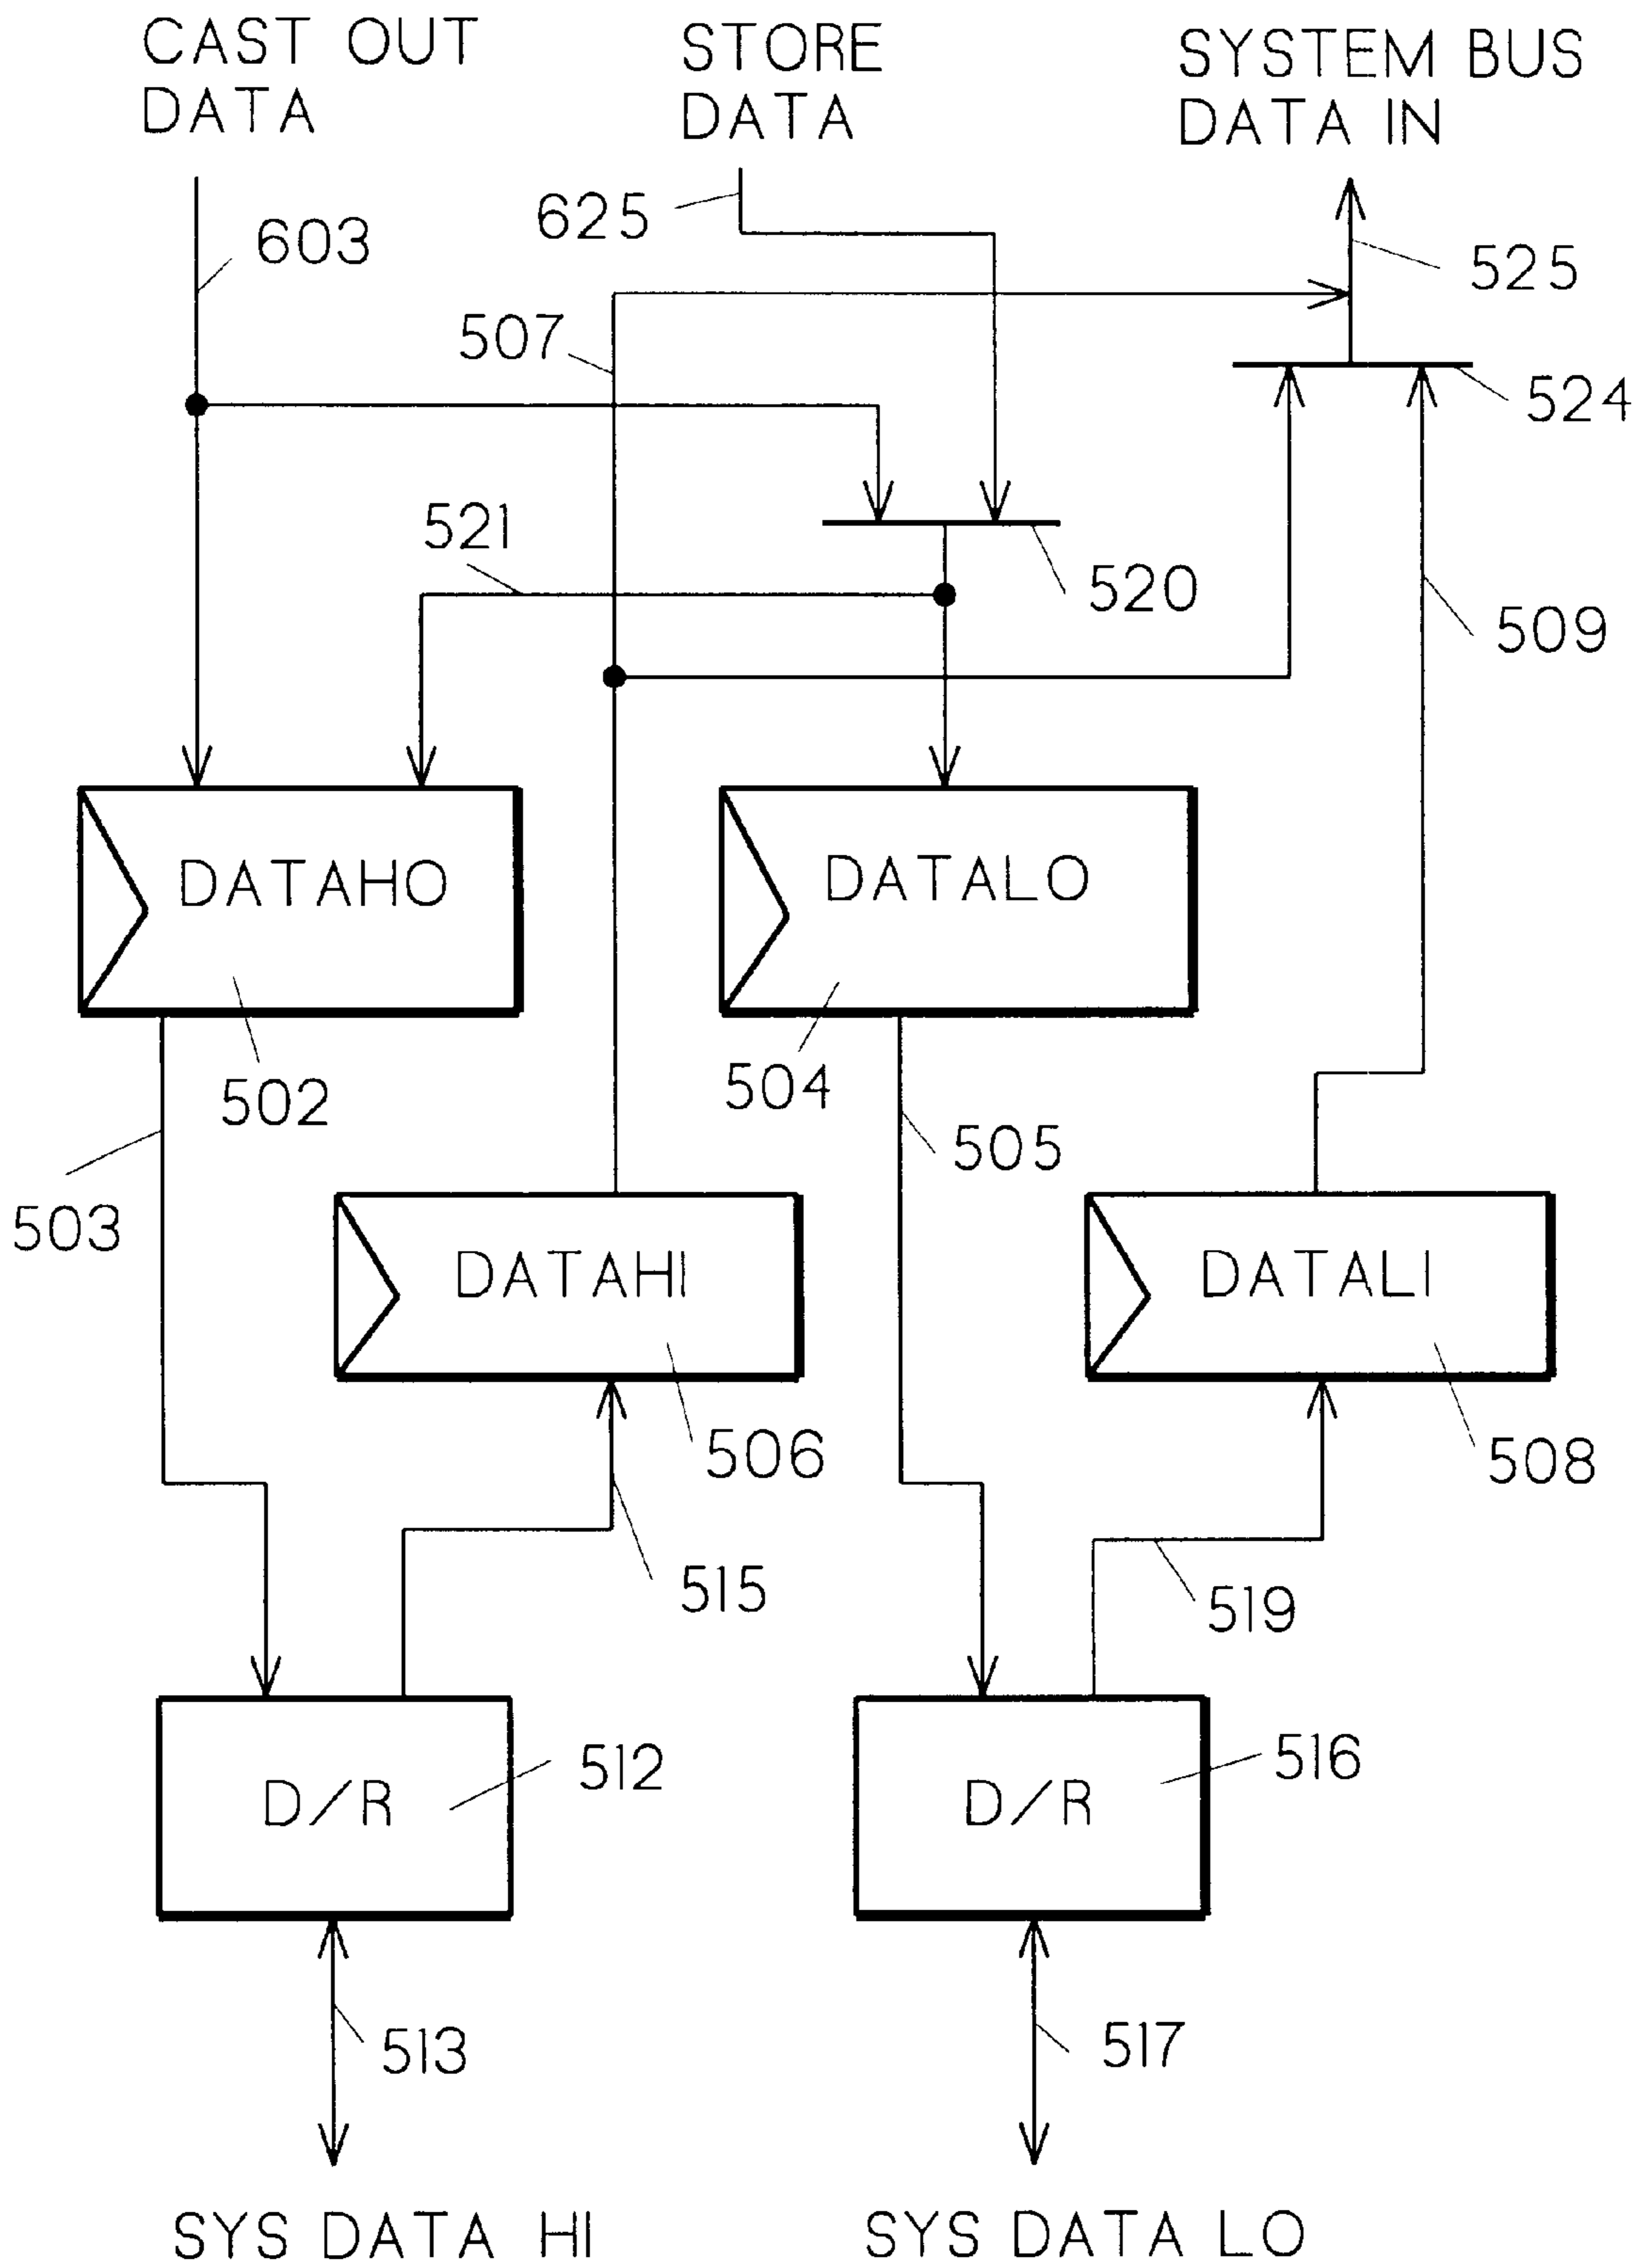 CAST OUT
DATA
STORE
DATA
SYSTEM BUS
DATA IN
603
625
525
507
524
521
520
509
DATAHO
DATALO
502
504
505
503
DATAHI
DATALI
506
508
515
519
D/R
512
D/R
516
513
517
SYS DATA HI
SYS DATA LO